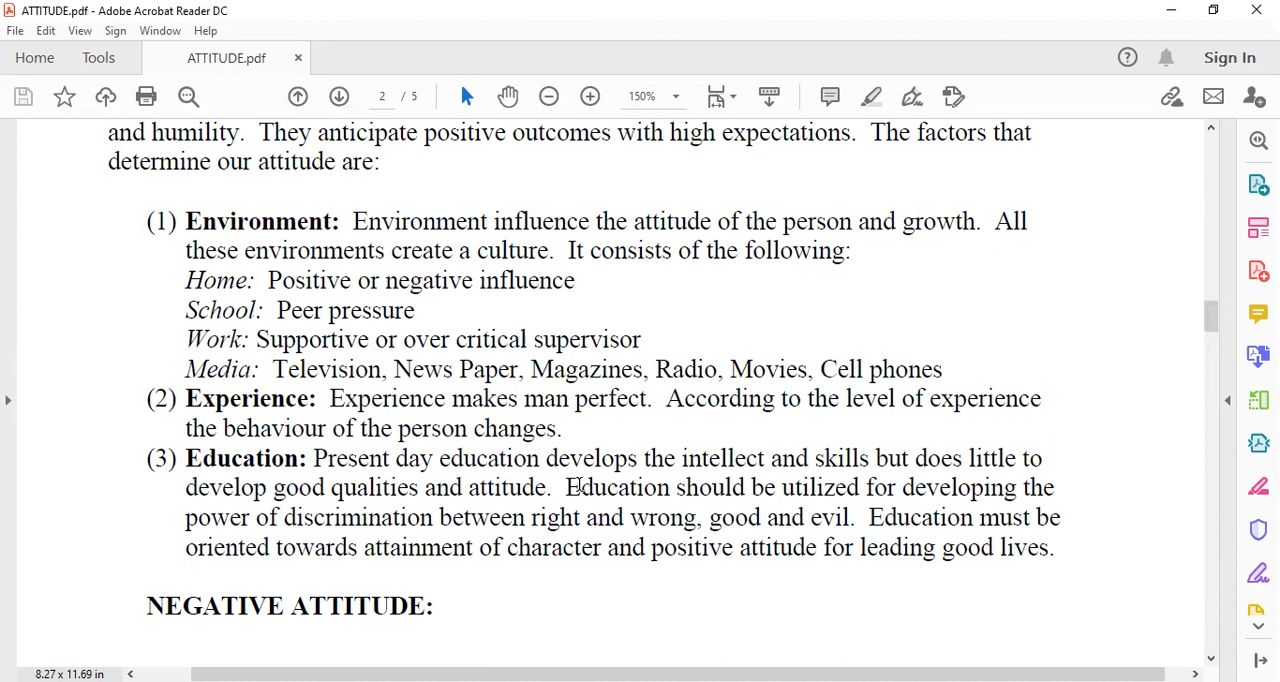 ATTITUDE.pdf - Adobe Acrobat Reader DC
File Edit View Sign Window Help
Home Tools ATTITUDE.pdf × Sign In
2 / 5 150%
and humility. They anticipate positive outcomes with high expectations. The factors that
determine our attitude are:
(1) Environment: Environment influence the attitude of the person and growth. All
these environments create a culture. It consists of the following:
Home: Positive or negative influence
School: Peer pressure
Work: Supportive or over critical supervisor
Media: Television, News Paper, Magazines, Radio, Movies, Cell phones
(2) Experience: Experience makes man perfect. According to the level of experience
the behaviour of the person changes.
(3) Education: Present day education develops the intellect and skills but does little to
develop good qualities and attitude. Education should be utilized for developing the
power of discrimination between right and wrong, good and evil. Education must be
oriented towards attainment of character and positive attitude for leading good lives.
NEGATIVE ATTITUDE:
8.27 x 11.69 in